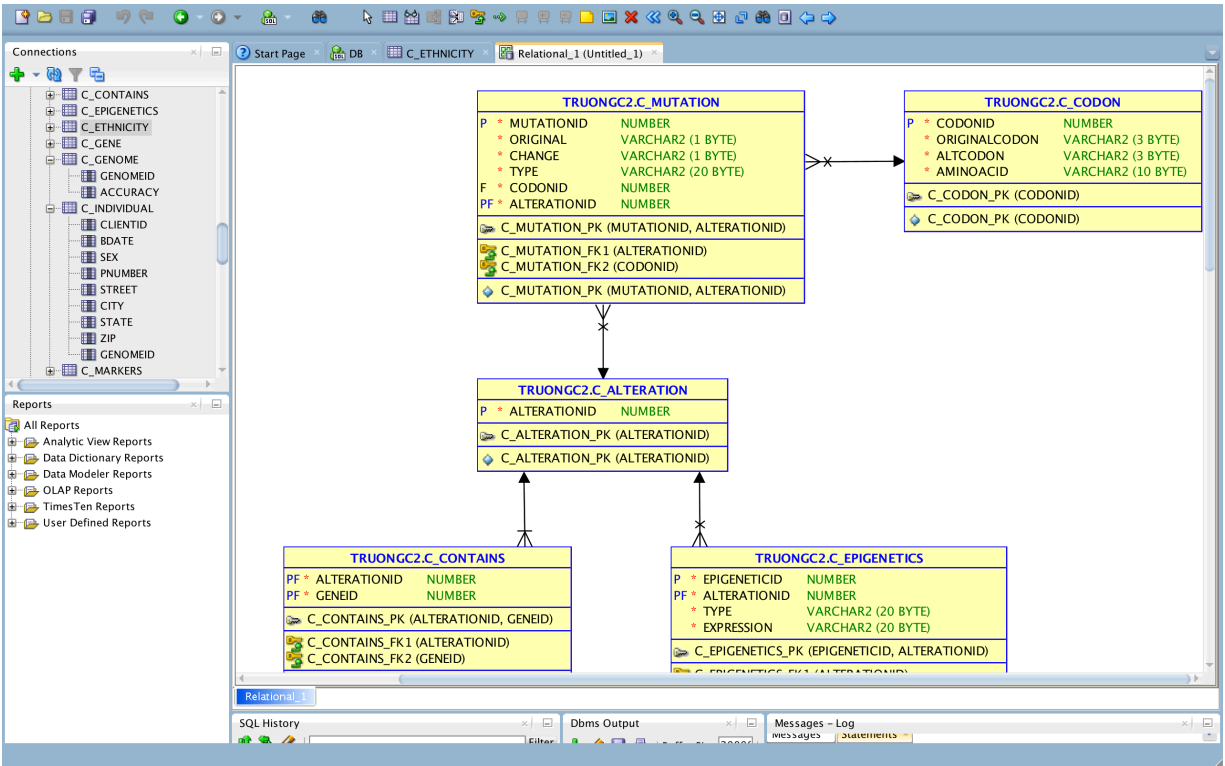 Connections
Start Page
DB
C_ETHNICITY
Relational_1 (Untitled_1)
C_CONTAINS
C_EPIGENETICS
C_ETHNICITY
C_GENE
C_GENOME
GENOMEID
ACCURACY
C_INDIVIDUAL
CLIENTID
BDATE
SEX
PNUMBER
STREET
CITY
STATE
ZIP
GENOMEID
C_MARKERS
Reports
All Reports
Analytic View Reports
Data Dictionary Reports
Data Modeler Reports
OLAP Reports
TimesTen Reports
User Defined Reports
TRUONGC2.C_MUTATION
P * MUTATIONID NUMBER
* ORIGINAL VARCHAR2 (1 BYTE)
* CHANGE VARCHAR2 (1 BYTE)
* TYPE VARCHAR2 (20 BYTE)
F * CODONID NUMBER
PF * ALTERATIONID NUMBER
C_MUTATION_PK (MUTATIONID, ALTERATIONID)
C_MUTATION_FK1 (ALTERATIONID)
C_MUTATION_FK2 (CODONID)
C_MUTATION_PK (MUTATIONID, ALTERATIONID)
TRUONGC2.C_CODON
P * CODONID NUMBER
* ORIGINALCODON VARCHAR2 (3 BYTE)
* ALTCODON VARCHAR2 (3 BYTE)
* AMINOACID VARCHAR2 (10 BYTE)
C_CODON_PK (CODONID)
C_CODON_PK (CODONID)
TRUONGC2.C_ALTERATION
P * ALTERATIONID NUMBER
C_ALTERATION_PK (ALTERATIONID)
C_ALTERATION_PK (ALTERATIONID)
TRUONGC2.C_CONTAINS
PF * ALTERATIONID NUMBER
PF * GENEID NUMBER
C_CONTAINS_PK (ALTERATIONID, GENEID)
C_CONTAINS_FK1 (ALTERATIONID)
C_CONTAINS_FK2 (GENEID)
TRUONGC2.C_EPIGENETICS
P * EPIGENETICID NUMBER
PF * ALTERATIONID NUMBER
* TYPE VARCHAR2 (20 BYTE)
* EXPRESSION VARCHAR2 (20 BYTE)
C_EPIGENETICS_PK (EPIGENETICID, ALTERATIONID)
C_EPIGENETICS_FK1 (ALTERATIONID)
Relational_1
SQL History
Dbms Output
Messages - Log
Filter
Messages
Statements